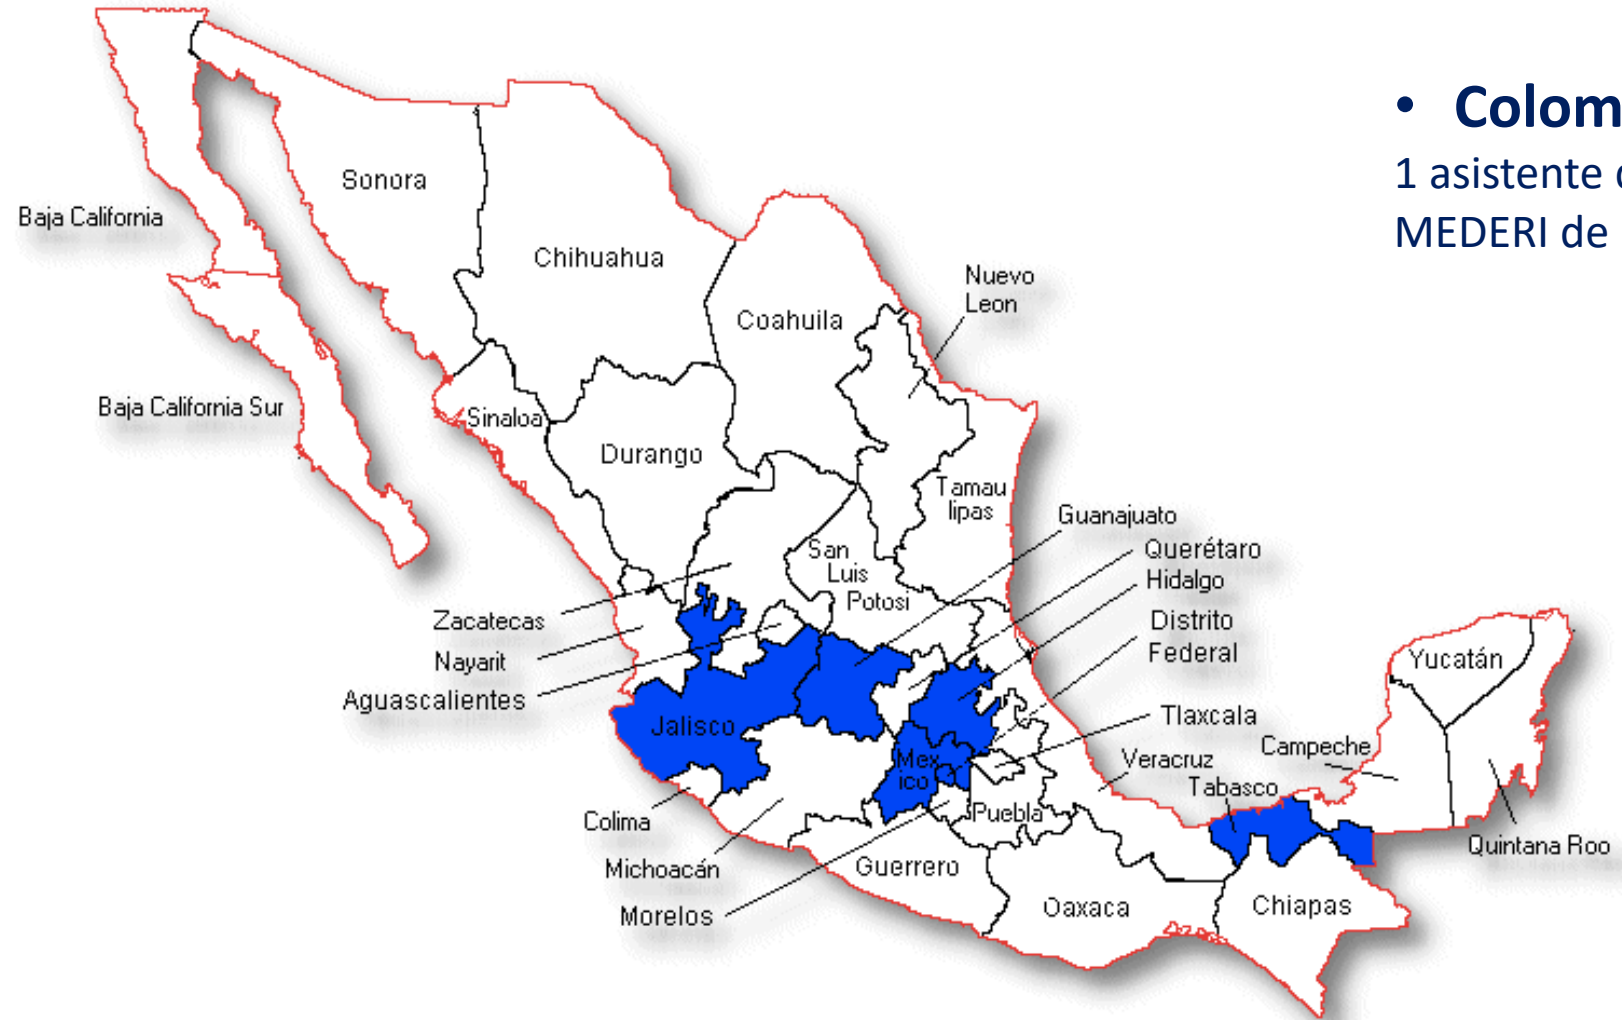 • Colom
1 asistente
MEDERI de
Sonora
Baja California
Chihuahua
Nuevo
Leon
Coahuila
Baja California Sur
Sinaloa
Durango
Tamau
lipas
Guanajuato
San
Luis
Potosi
Querétaro
Hidalgo
Zacatecas
Distrito
Federal
Nayarit
Yucatán
Aguascalientes
Jalisco
Tlaxcala
Mex
ico
Veracruz
Campeche
Tabasco
Colima
Puebla
Quintana Roo
Michoacán
Guerrero
Morelos
Oaxaca
Chiapas